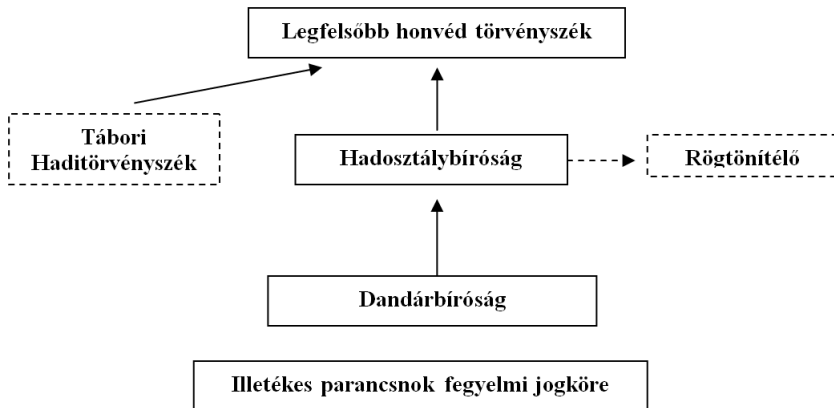 Legfelsőbb honvéd törvényszék
Tábori
Haditörvényszék
Hadosztálybíróság
Rögtönítélő
Dandárbíróság
Illetékes parancsnok fegyelmi jogköre